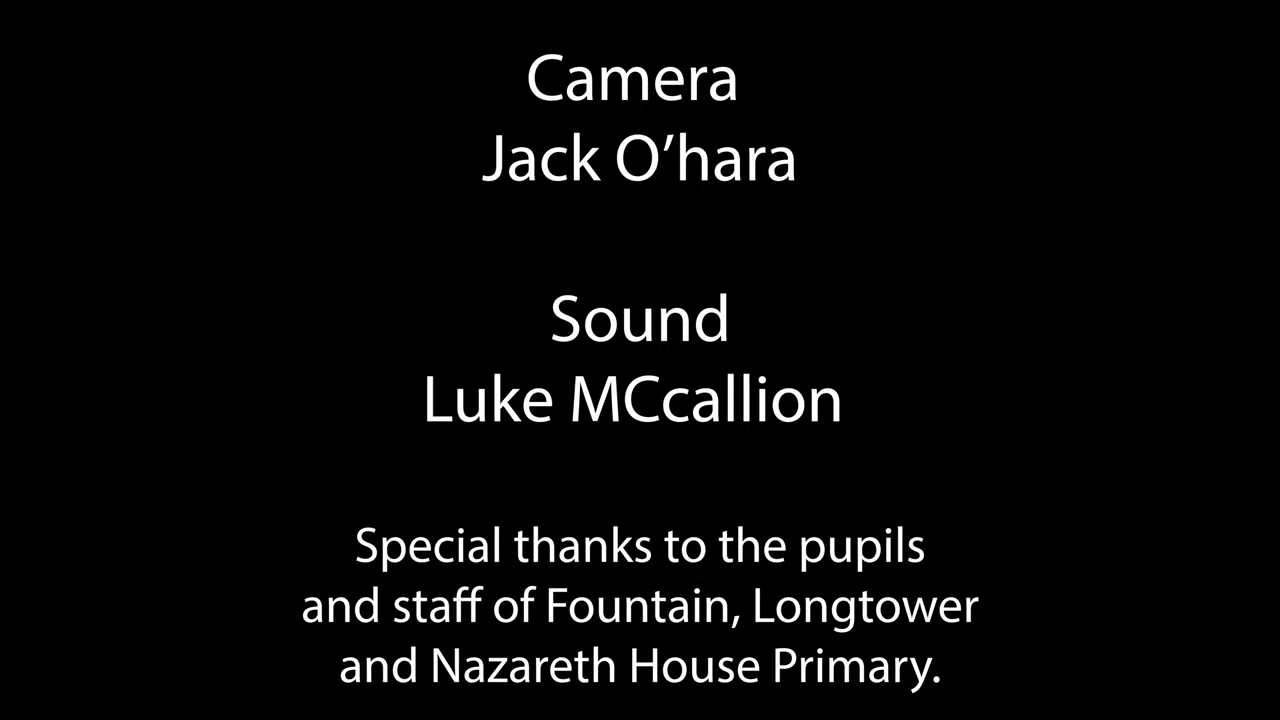 Camera
Jack O’hara
Sound
Luke MCcallion
Special thanks to the pupils
and staff of Fountain, Longtower
and Nazareth House Primary.